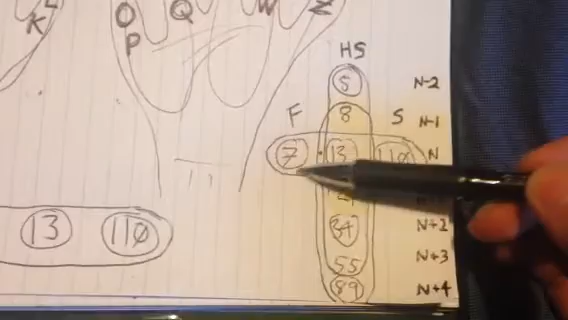 K
O Q W Z
P
HS
5 N-2
8 N-1
F S
7 13 110 N
34 N+2
55 N+3
89 N+4
13 110